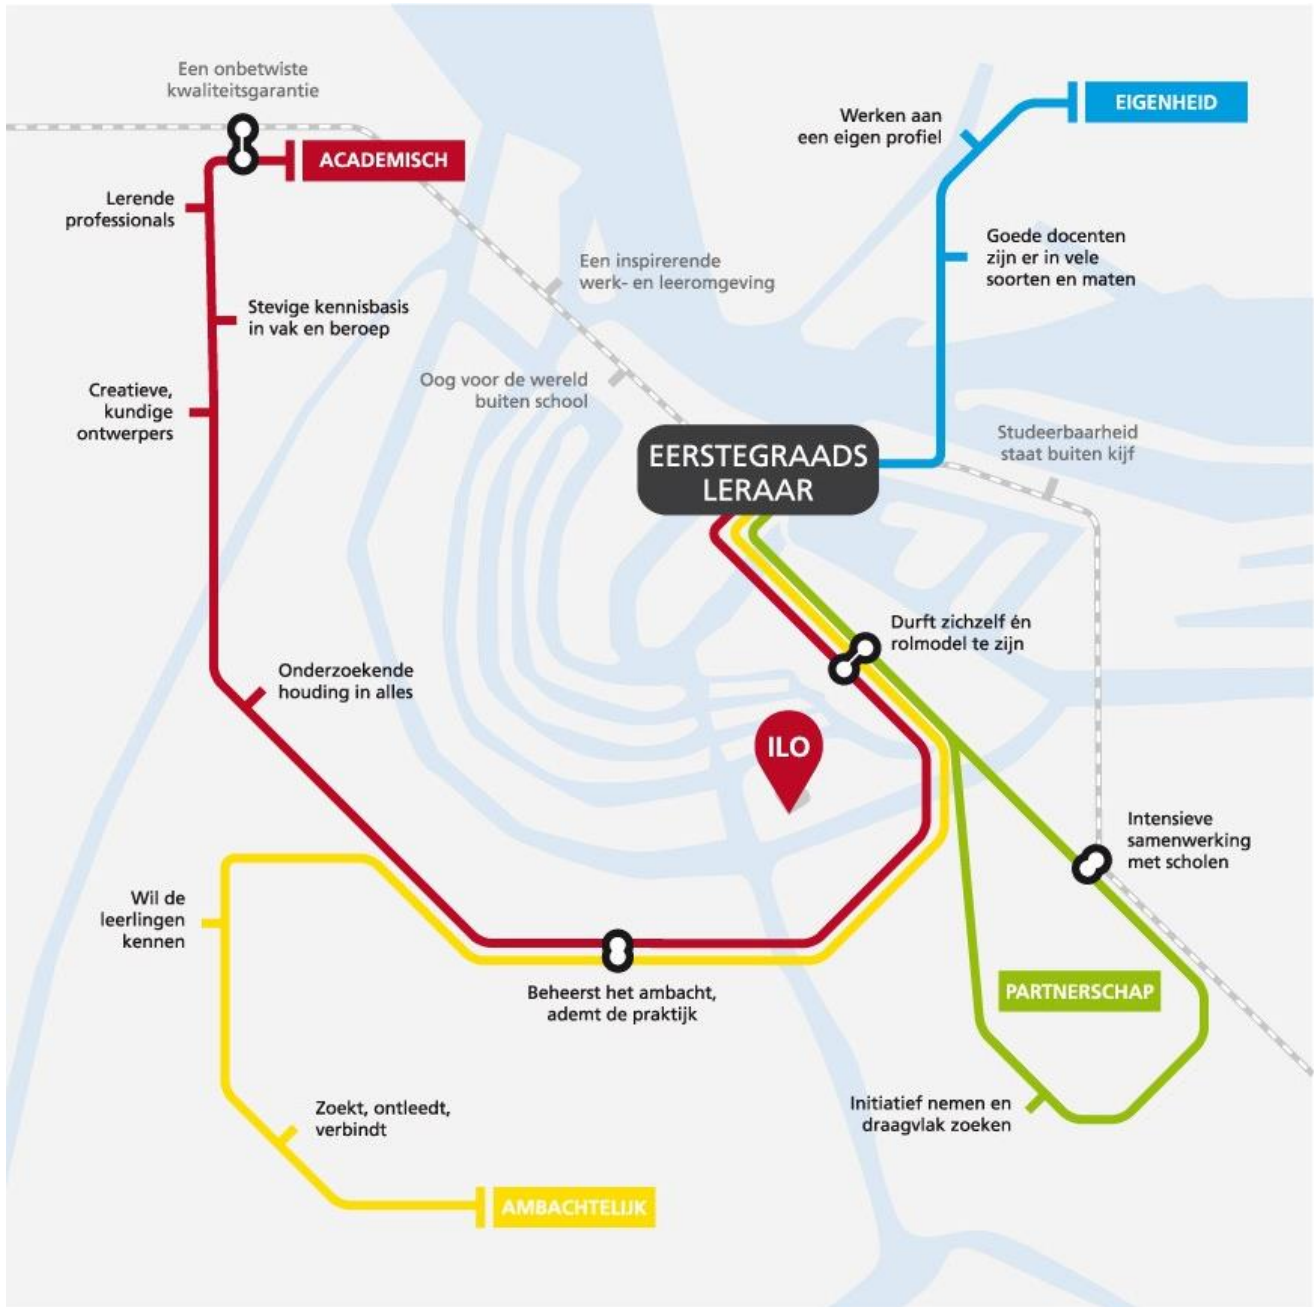 Een onbetwiste
kwaliteitsgarantie
ACADEMISCH
Lerende
professionals
Stevige kennisbasis
in vak en beroep
Creatieve,
kundige
ontwerpers
Onderzoekende
houding in alles
Een inspirerende
werk- en leeromgeving
Oog voor de wereld
buiten school
EIGENHEID
Werken aan
een eigen profiel
Goede docenten
zijn er in vele
soorten en maten
EERSTEGRAADS
LERAAR
Studeerbaarheid
staat buiten kijf
Durft zichzelf én
rolmodel te zijn
ILO
Intensieve
samenwerking
met scholen
PARTNERSCHAP
Initiatief nemen en
draagvlak zoeken
Beheerst het ambacht,
ademt de praktijk
Wil de
leerlingen
kennen
Zoekt, ontleedt,
verbindt
AMBACHTELIJK